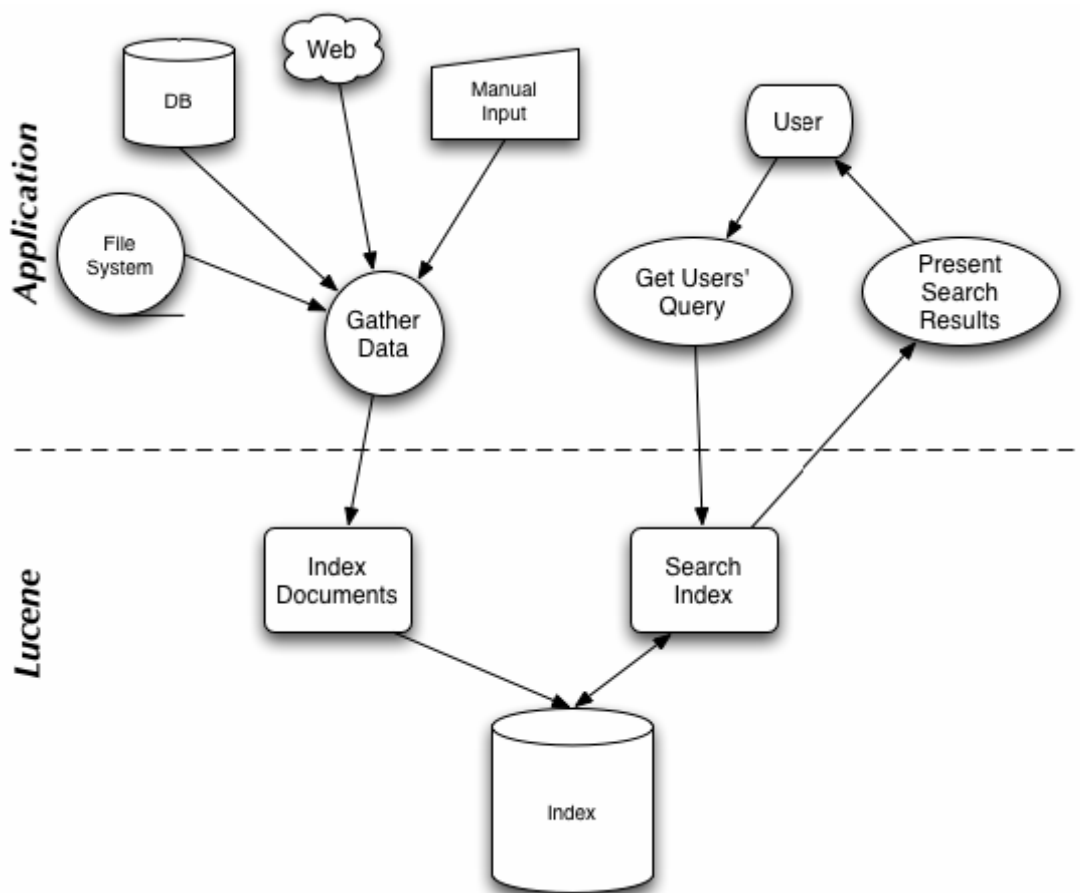 Web
DB
Manual
Input
User
Application
File
System
Get Users'
Query
Present
Search
Results
Gather
Data
Lucene
Index
Documents
Search
Index
Index